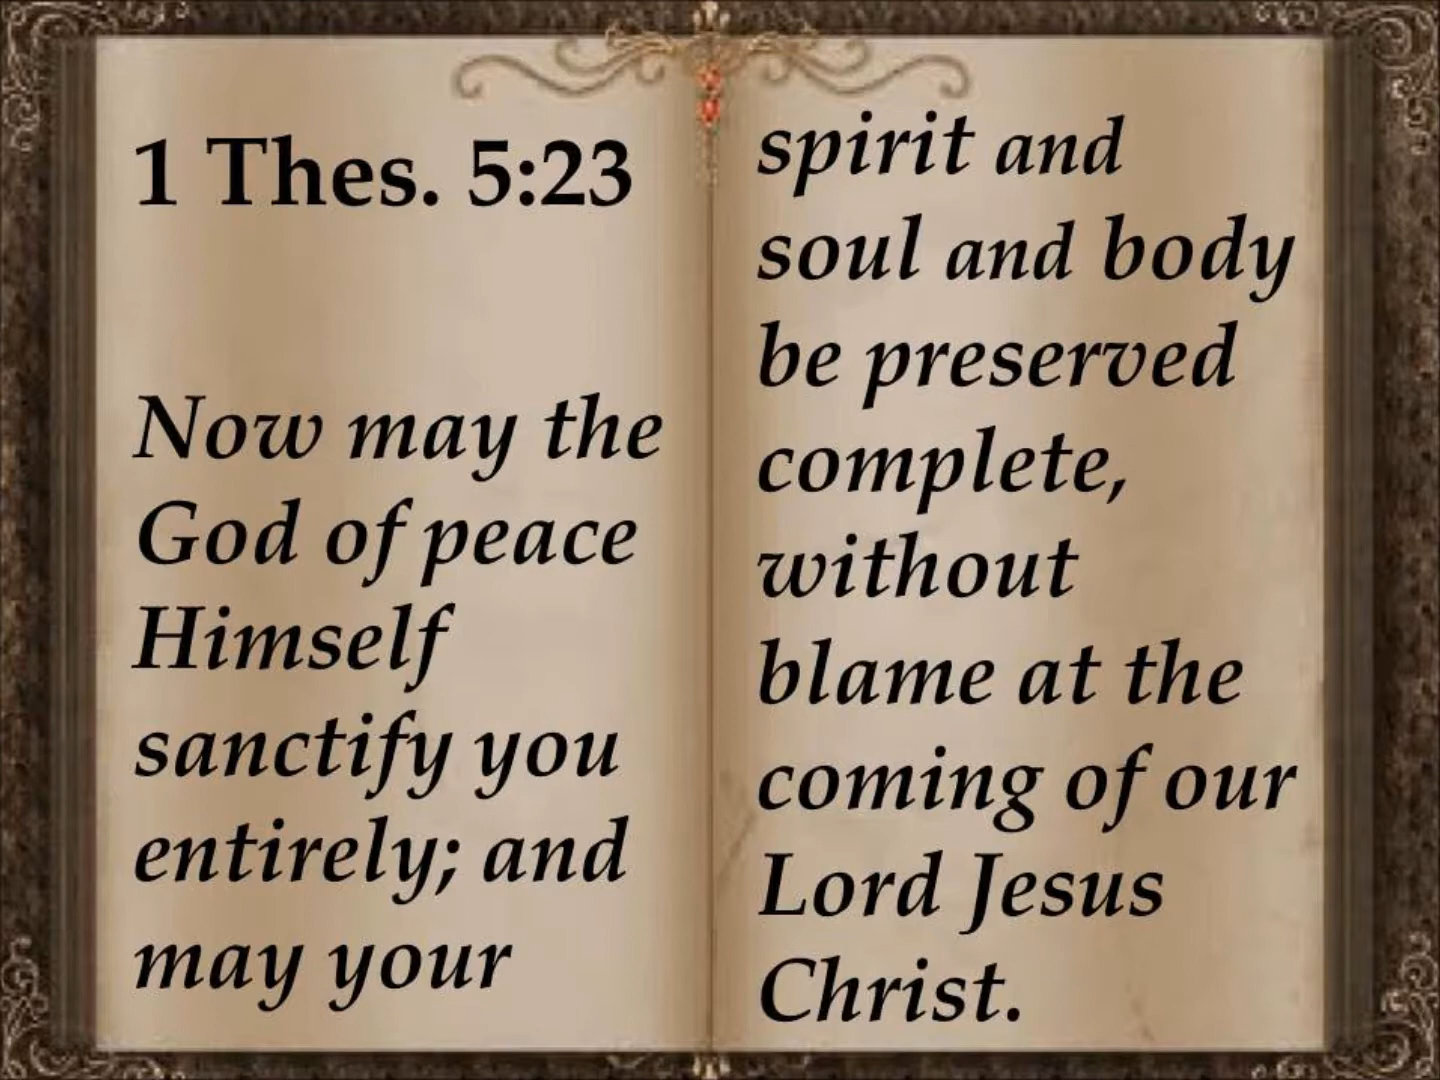 1 Thes. 5:23
Now may the
God of peace
Himself
sanctify you
entirely; and
may your
spirit and
soul and body
be preserved
complete,
without
blame at the
coming of our
Lord Jesus
Christ.